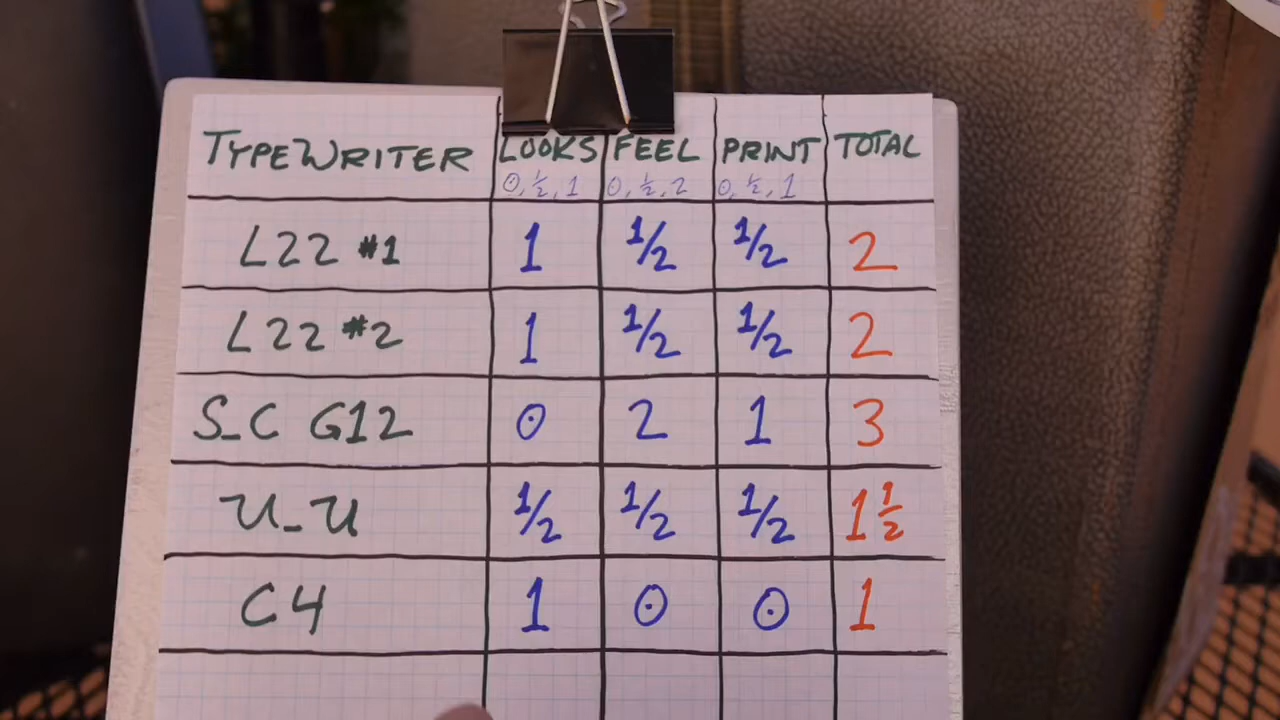 TYPEWRITER LOOKS FEEL PRINT TOTAL
0, ½, 1 0, ½, 2 0, ½, 1
L22 #1 1 1/2 1/2 2
L22 #2 1 1/2 1/2 2
S-C G12 0 2 1 3
U-U 1/2 1/2 1/2 1½
C4 1 0 0 1